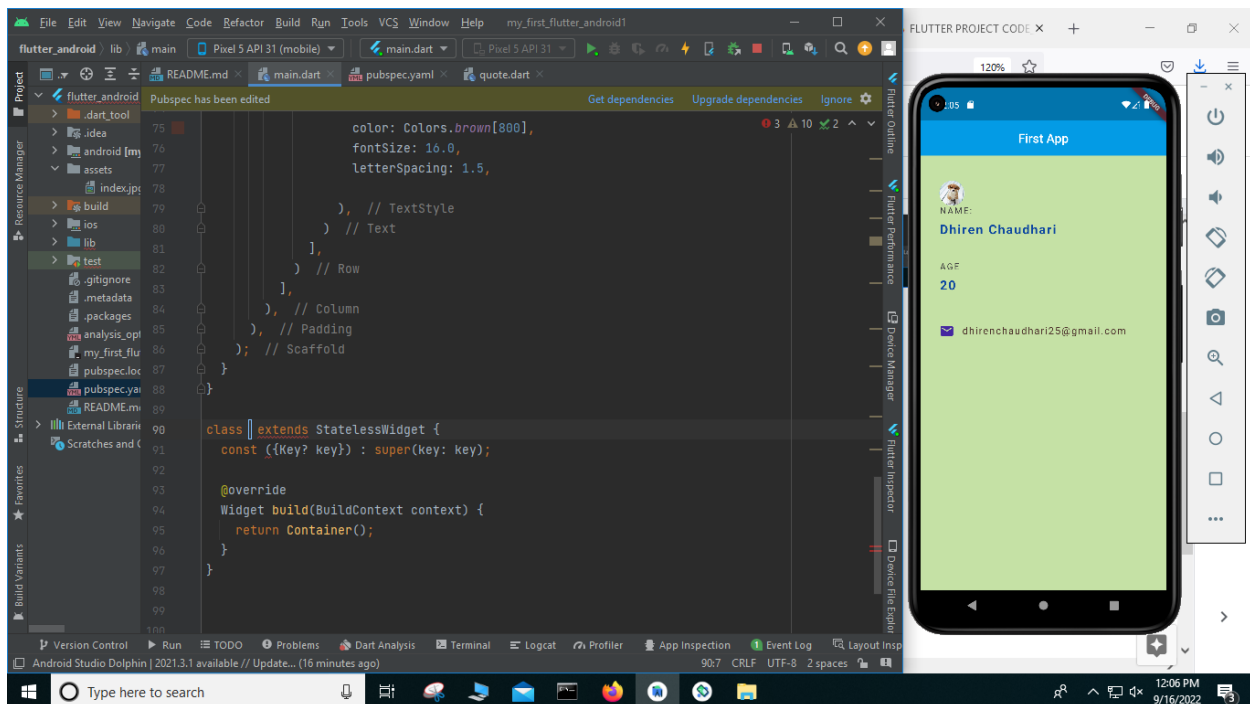 File Edit View Navigate Code Refactor Build Run Tools VCS Window Help my_first_flutter_android1
flutter_android lib main Pixel 5 API 31 (mobile) main.dart Pixel 5 API 31
README.md main.dart pubspec.yaml quote.dart
Pubspec has been edited Get dependencies Upgrade dependencies Ignore
Project
Resource Manager
Structure
Favorites
Build Variants
flutter_android
.dart_tool
.idea
android [my
assets
index.jpg
build
ios
lib
test
.gitignore
.metadata
.packages
analysis_opt
my_first_flu
pubspec.loc
pubspec.yam
README.m
External Librarie
Scratches and C
3 10 2
75 color: Colors.brown[800],
76 fontSize: 16.0,
77 letterSpacing: 1.5,
78
79 ), // TextStyle
80 ) // Text
81 ],
82 ) // Row
83 ],
84 ), // Column
85 ), // Padding
86 ); // Scaffold
87 }
88 }
89
90 class extends StatelessWidget {
91 const ({Key? key}) : super(key: key);
92
93 @override
94 Widget build(BuildContext context) {
95 return Container();
96 }
97 }
98
99
100
Flutter Outline
Flutter Performance
Device Manager
Flutter Inspector
Device File Explor
Version Control Run TODO Problems Dart Analysis Terminal Logcat Profiler App Inspection 1 Event Log Layout Insp
Android Studio Dolphin | 2021.3.1 available // Update... (16 minutes ago) 90:7 CRLF UTF-8 2 spaces
FLUTTER PROJECT CODE
120%
:05
DEBUG
First App
NAME:
Dhiren Chaudhari
AGE
20
dhirenchaudhari25@gmail.com
Type here to search
12:06 PM
9/16/2022
3